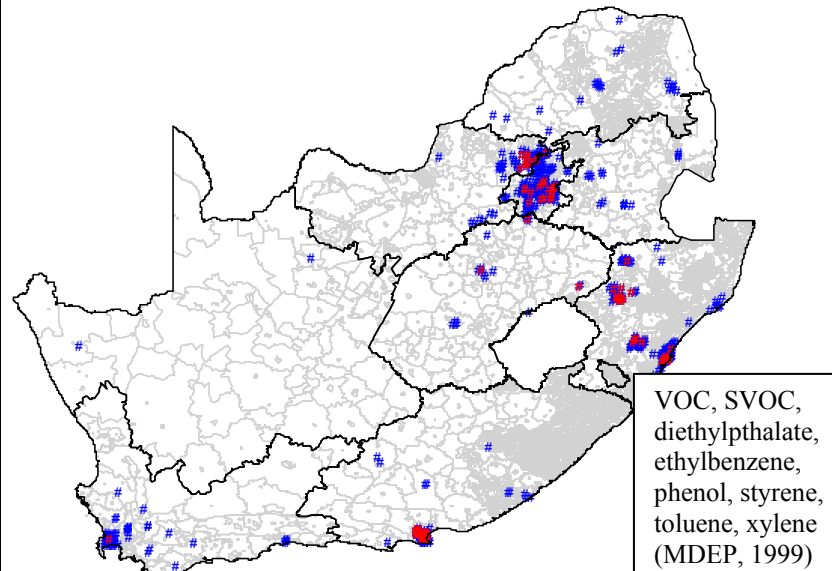 VOC, SVOC,
diethylpthalate,
ethylbenzene,
phenol, styrene,
toluene, xylene
(MDEP, 1999)